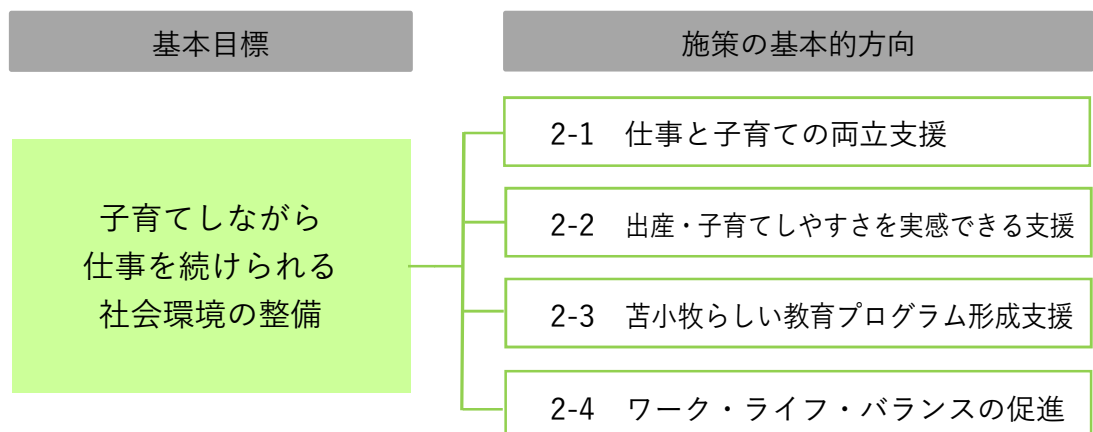 基本目標
施策の基本的方向
子育てしながら
仕事を続けられる
社会環境の整備
2-1 仕事と子育ての両立支援
2-2 出産・子育てしやすさを実感できる支援
2-3 苫小牧らしい教育プログラム形成支援
2-4 ワーク・ライフ・バランスの促進